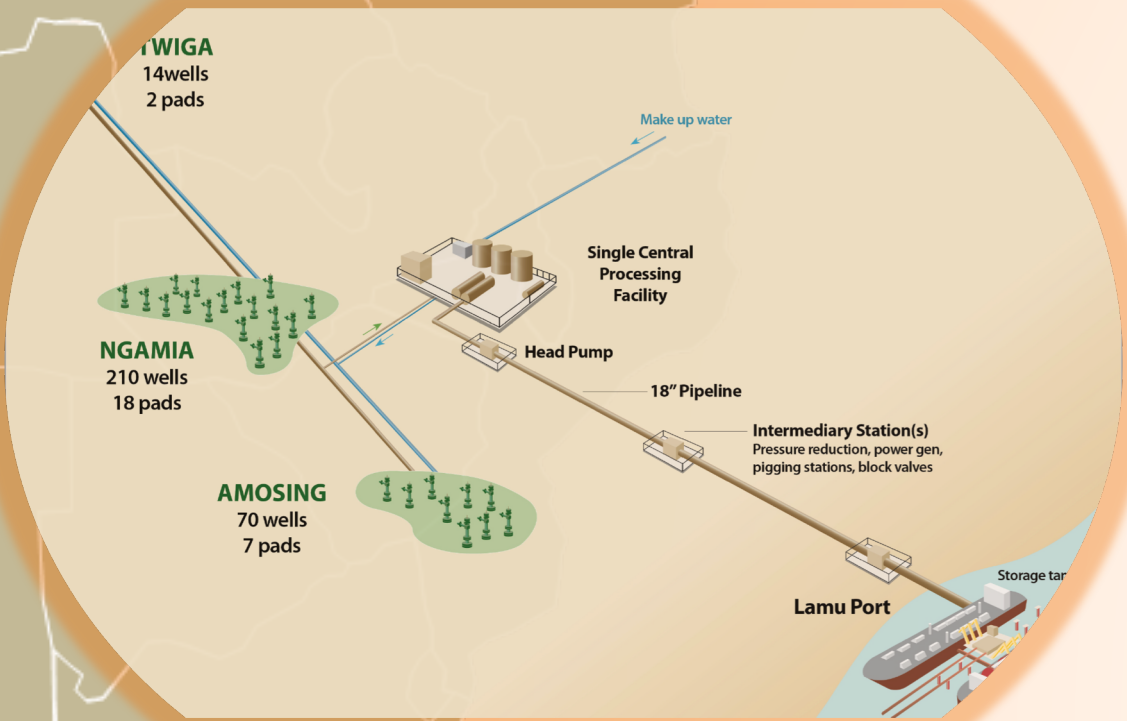 TWIGA
14wells
2 pads
Make up water
Single Central
Processing
Facility
NGAMIA
210 wells
18 pads
Head Pump
18” Pipeline
Intermediary Station(s)
Pressure reduction, power gen,
pigging stations, block valves
AMOSING
70 wells
7 pads
Storage
Lamu Port